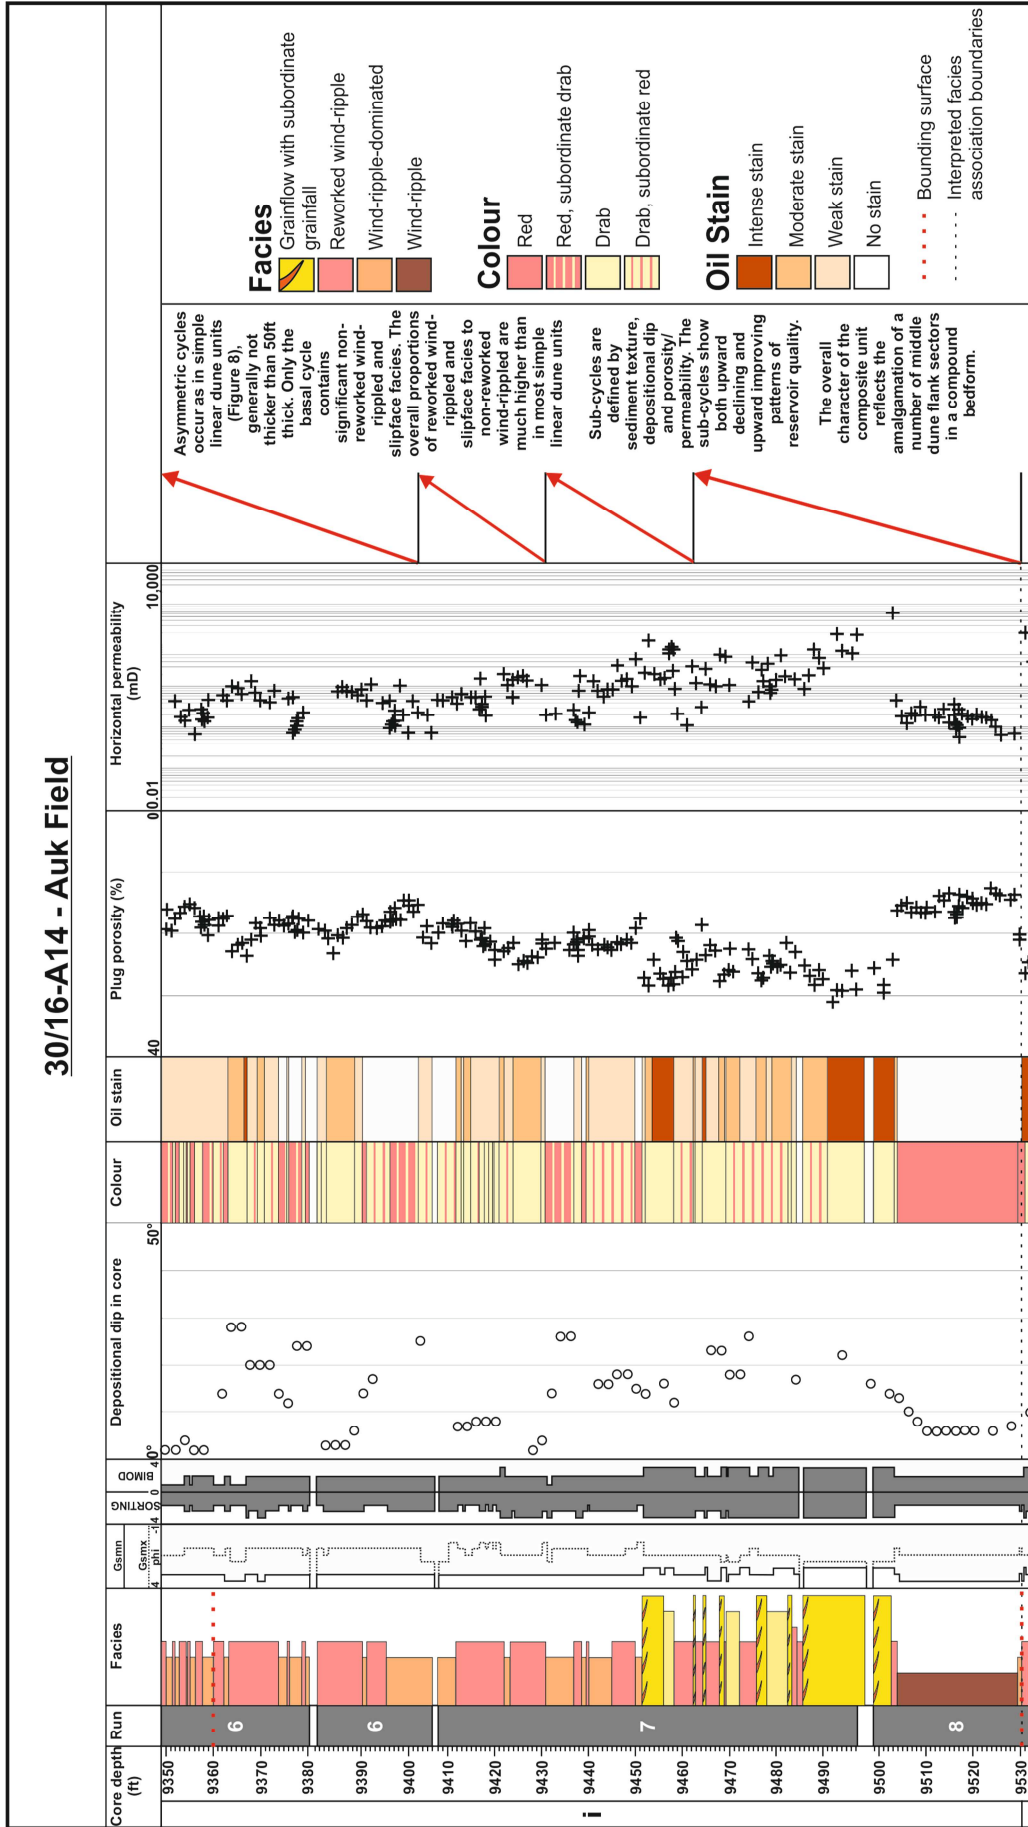 30/16-A14 - Auk Field
Core depth
(ft)
Run
Facies
Gsmn
Gsmx
4
phi
-1
SORTING
BIMOD
4
0
4
Depositional dip in core
0°
50°
Colour
Oil stain
Plug porosity (%)
40
0
Horizontal permeability
(mD)
0.01
10,000
i
9350
9360
9370
9380
9390
9400
9410
9420
9430
9440
9450
9460
9470
9480
9490
9500
9510
9520
9530
6
6
7
8
Asymmetric cycles
occur as in simple
linear dune units
(Figure 8),
generally not
thicker than 50ft
thick. Only the
basal cycle
contains
significant non-
reworked wind-
rippled and
slipface facies. The
overall proportions
of reworked wind-
rippled and
slipface facies to
non-reworked
wind-rippled are
much higher than
in most simple
linear dune units
Sub-cycles are
defined by
sediment texture,
depositional dip
and porosity/
permeability. The
sub-cycles show
both upward
declining and
upward improving
patterns of
reservoir quality.
The overall
character of the
composite unit
reflects the
amalgamation of a
number of middle
dune flank sectors
in a compound
bedform.
Facies
Grainflow with subordinate
grainfall
Reworked wind-ripple
Wind-ripple-dominated
Wind-ripple
Colour
Red
Red, subordinate drab
Drab
Drab, subordinate red
Oil Stain
Intense stain
Moderate stain
Weak stain
No stain
Bounding surface
Interpreted facies
association boundaries